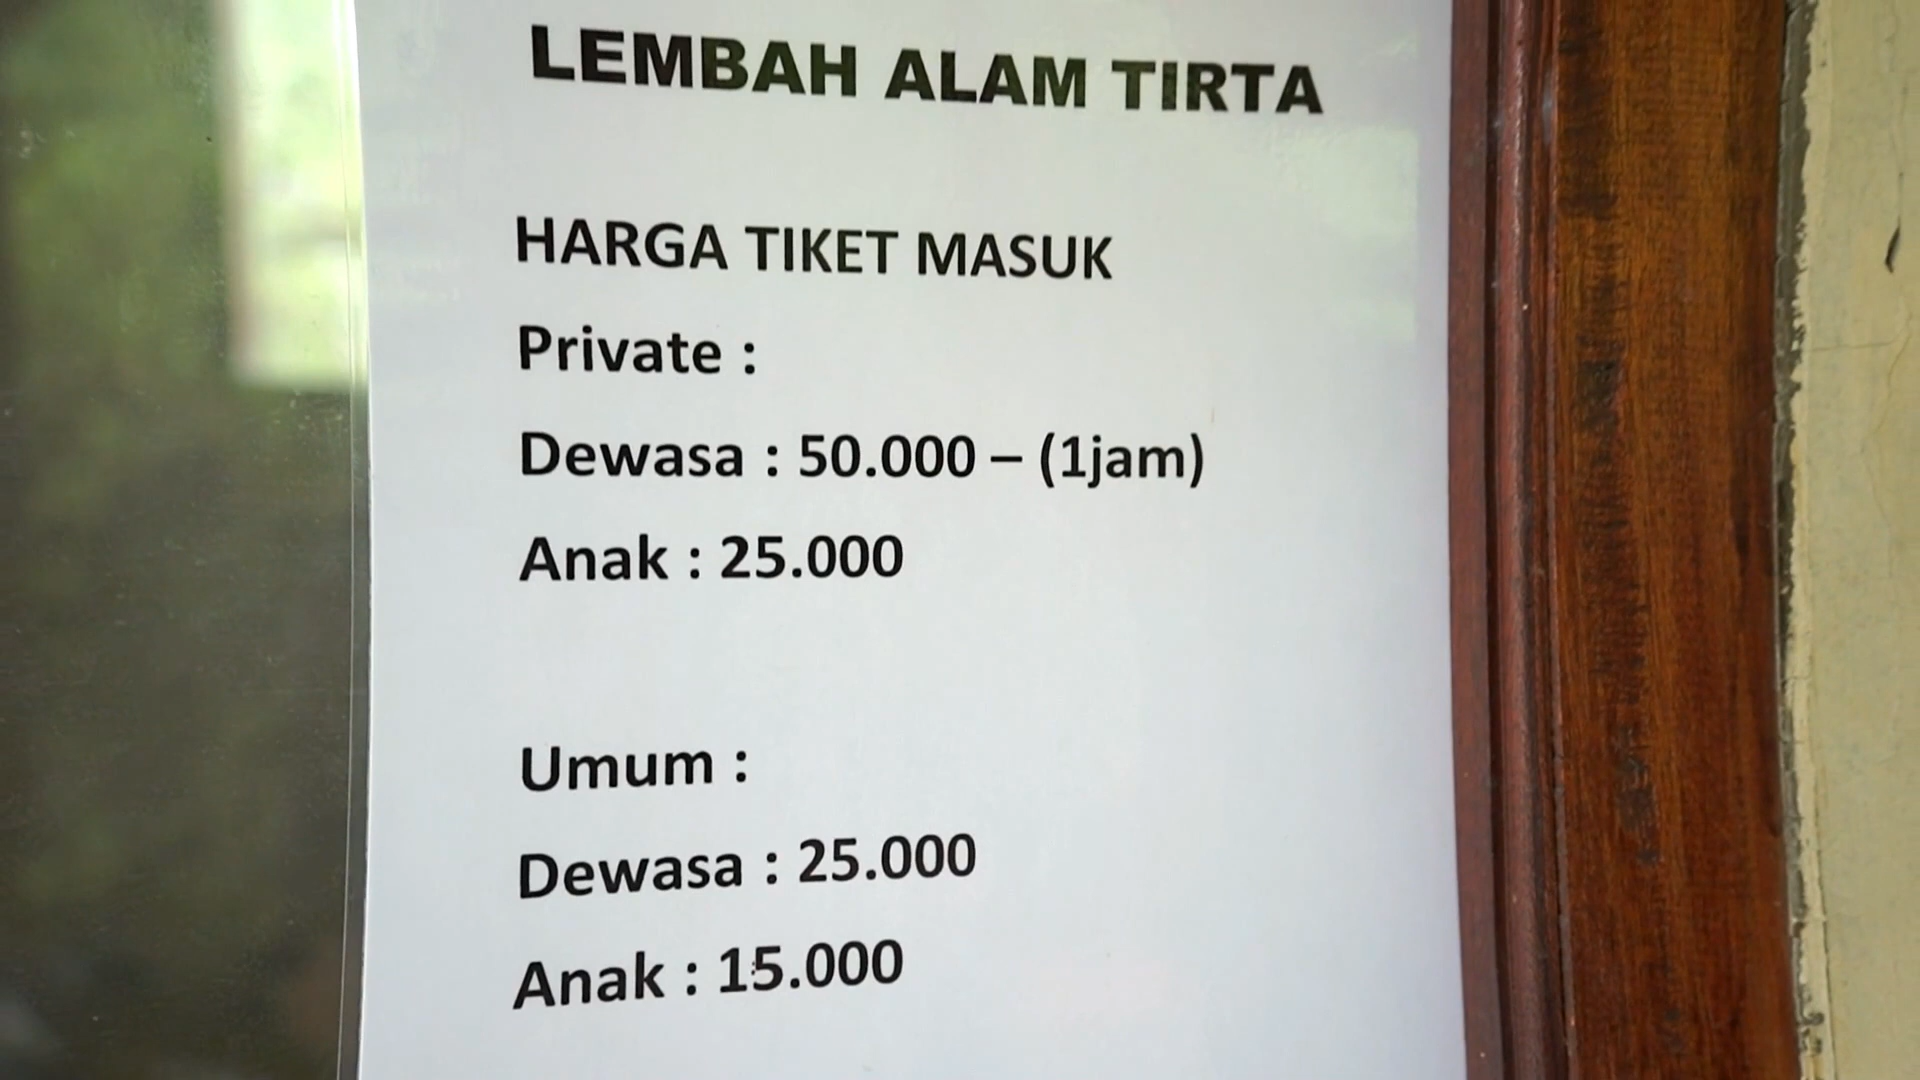 LEMBAH ALAM TIRTA
HARGA TIKET MASUK
Private :
Dewasa : 50.000 – (1jam)
Anak : 25.000
Umum :
Dewasa : 25.000
Anak : 15.000